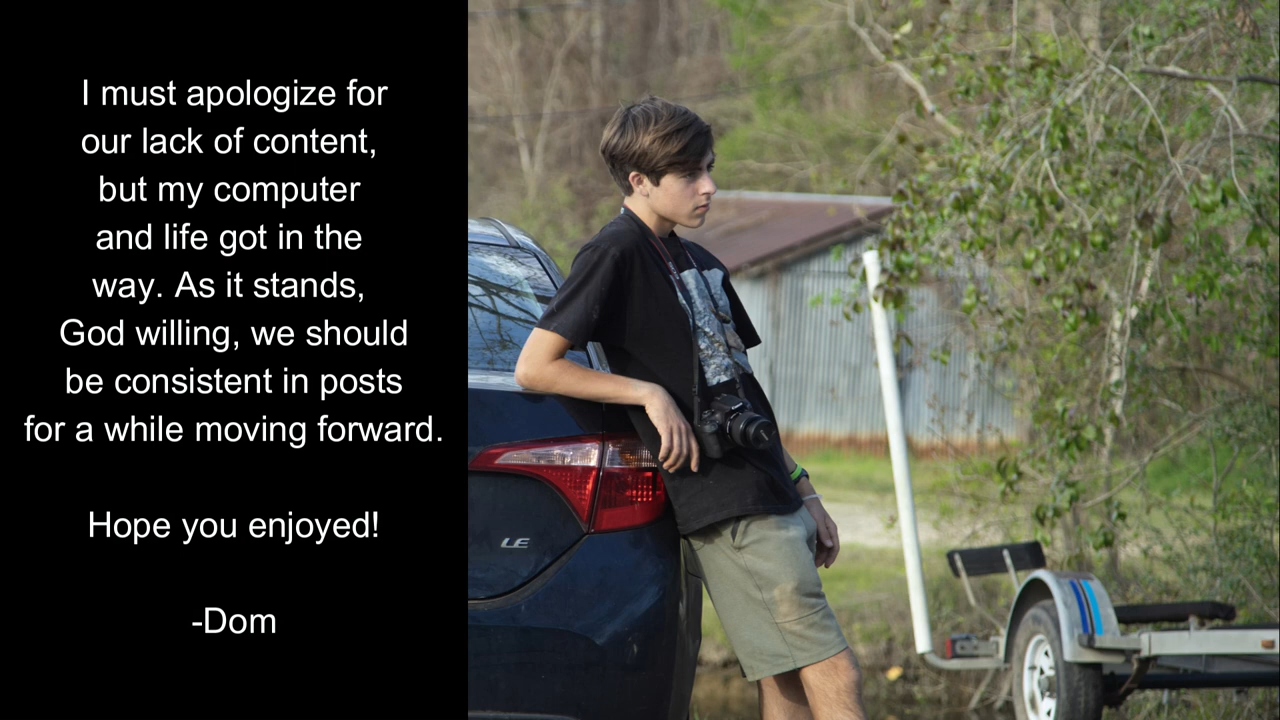 I must apologize for
our lack of content,
but my computer
and life got in the
way. As it stands,
God willing, we should
be consistent in posts
for a while moving forward.
Hope you enjoyed!
-Dom
LE